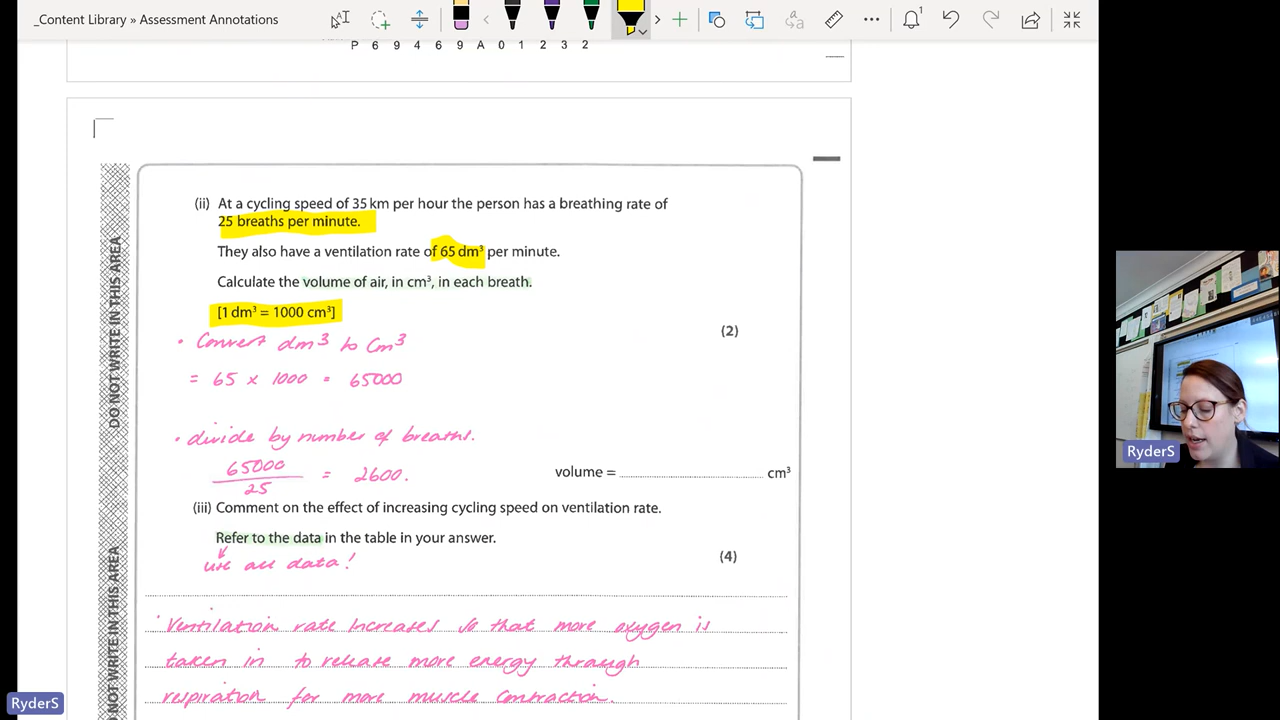 _Content Library » Assessment Annotations
P 6 9 4 6 9 A 0 1 2 3 2
(ii) At a cycling speed of 35 km per hour the person has a breathing rate of
25 breaths per minute.
They also have a ventilation rate of 65 dm³ per minute.
Calculate the volume of air, in cm³, in each breath.
[1 dm³ = 1000 cm³]
(2)
• Convert dm³ to cm³
= 65 x 1000 = 65000
• divide by number of breaths.
65000
25
= 2600.
volume = ........ cm³
(iii) Comment on the effect of increasing cycling speed on ventilation rate.
Refer to the data in the table in your answer.
(4)
use all data!
• Ventilation rate increases so that more oxygen is
taken in to release more energy through
respiration for more muscle contraction.
DO NOT WRITE IN THIS AREA
NOT WRITE IN THIS AREA
RyderS
RyderS